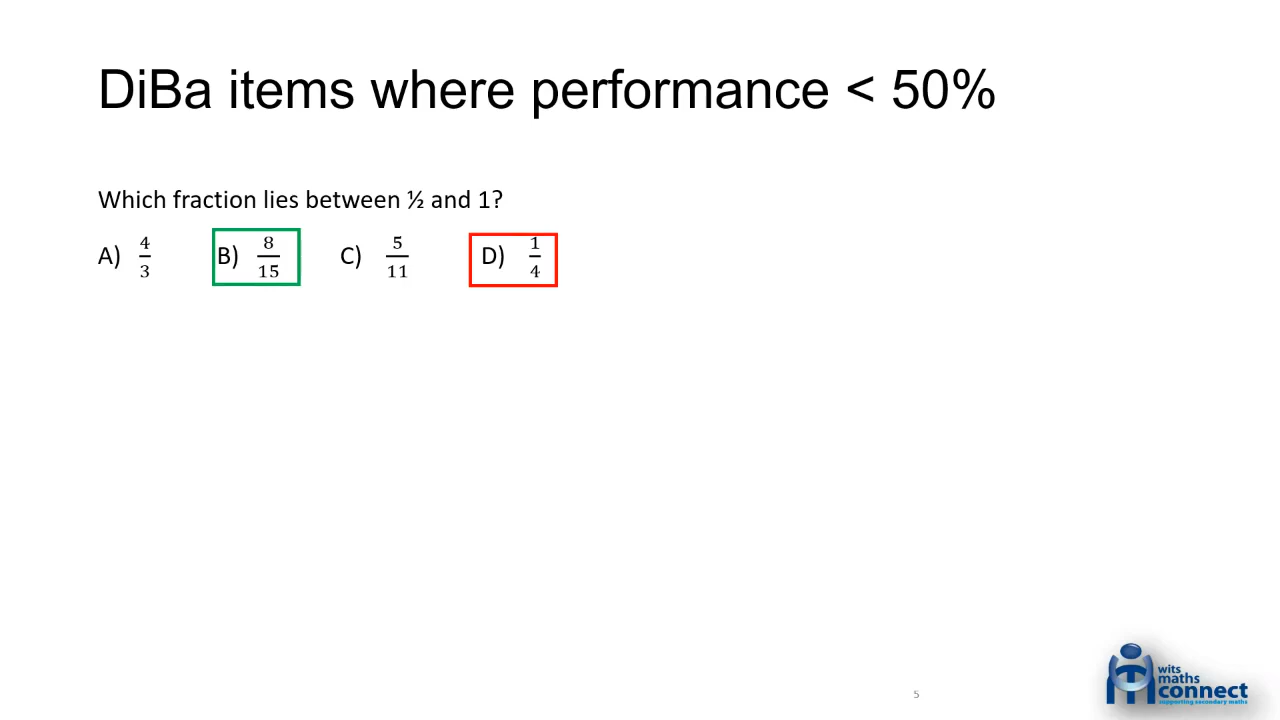 DiBa items where performance < 50%
Which fraction lies between ½ and 1?
A) 4/3 B) 8/15 C) 5/11 D) 1/4
5
wits
maths
connect
supporting secondary maths